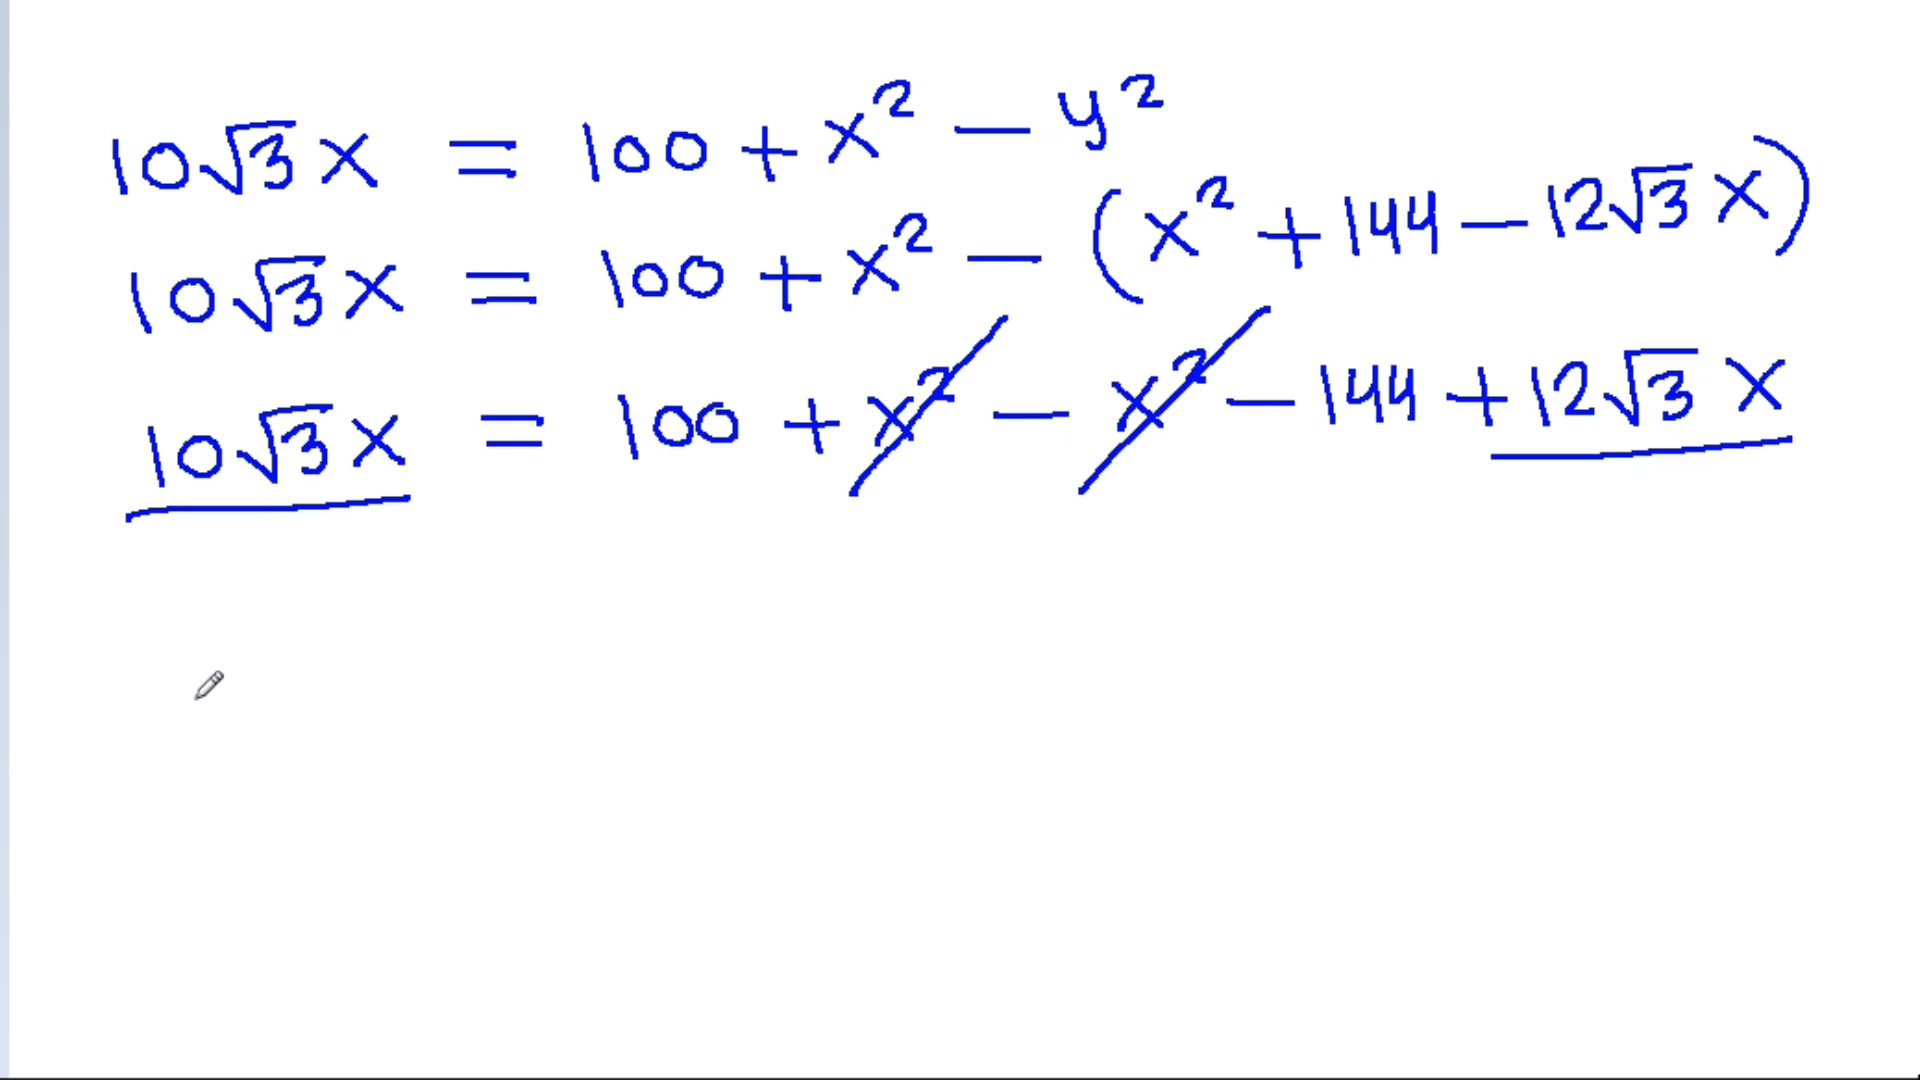 10√3x = 100 + x² − y²
10√3x = 100 + x² − (x² + 144 − 12√3x)
10√3x = 100 + x² − x² − 144 + 12√3x